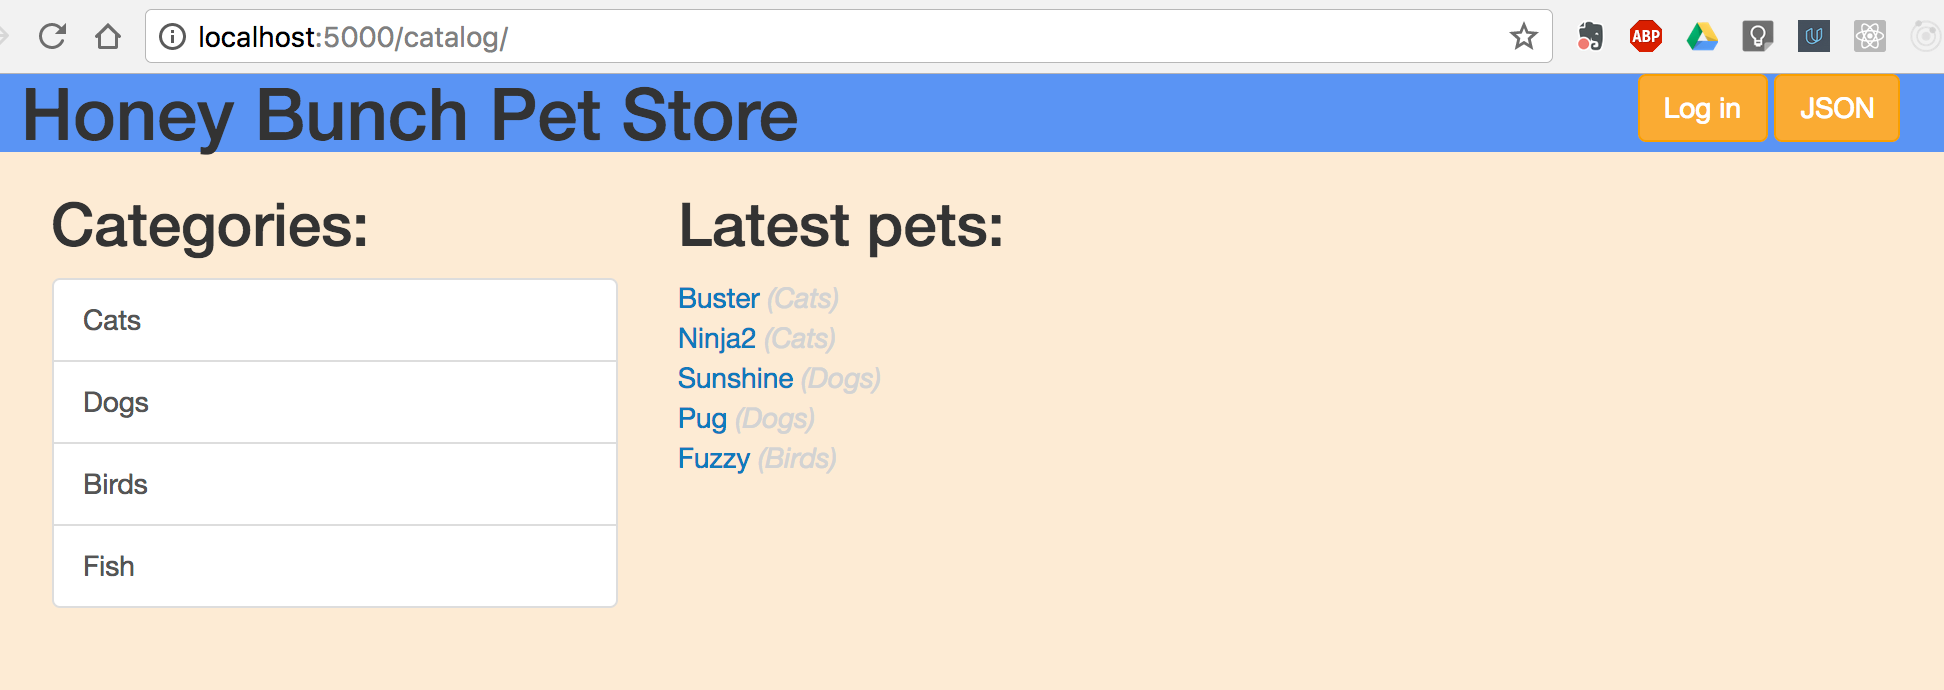 localhost:5000/catalog/
ABP
Honey Bunch Pet Store
Log in
JSON
Categories:
Cats
Dogs
Birds
Fish
Latest pets:
Buster (Cats)
Ninja2 (Cats)
Sunshine (Dogs)
Pug (Dogs)
Fuzzy (Birds)